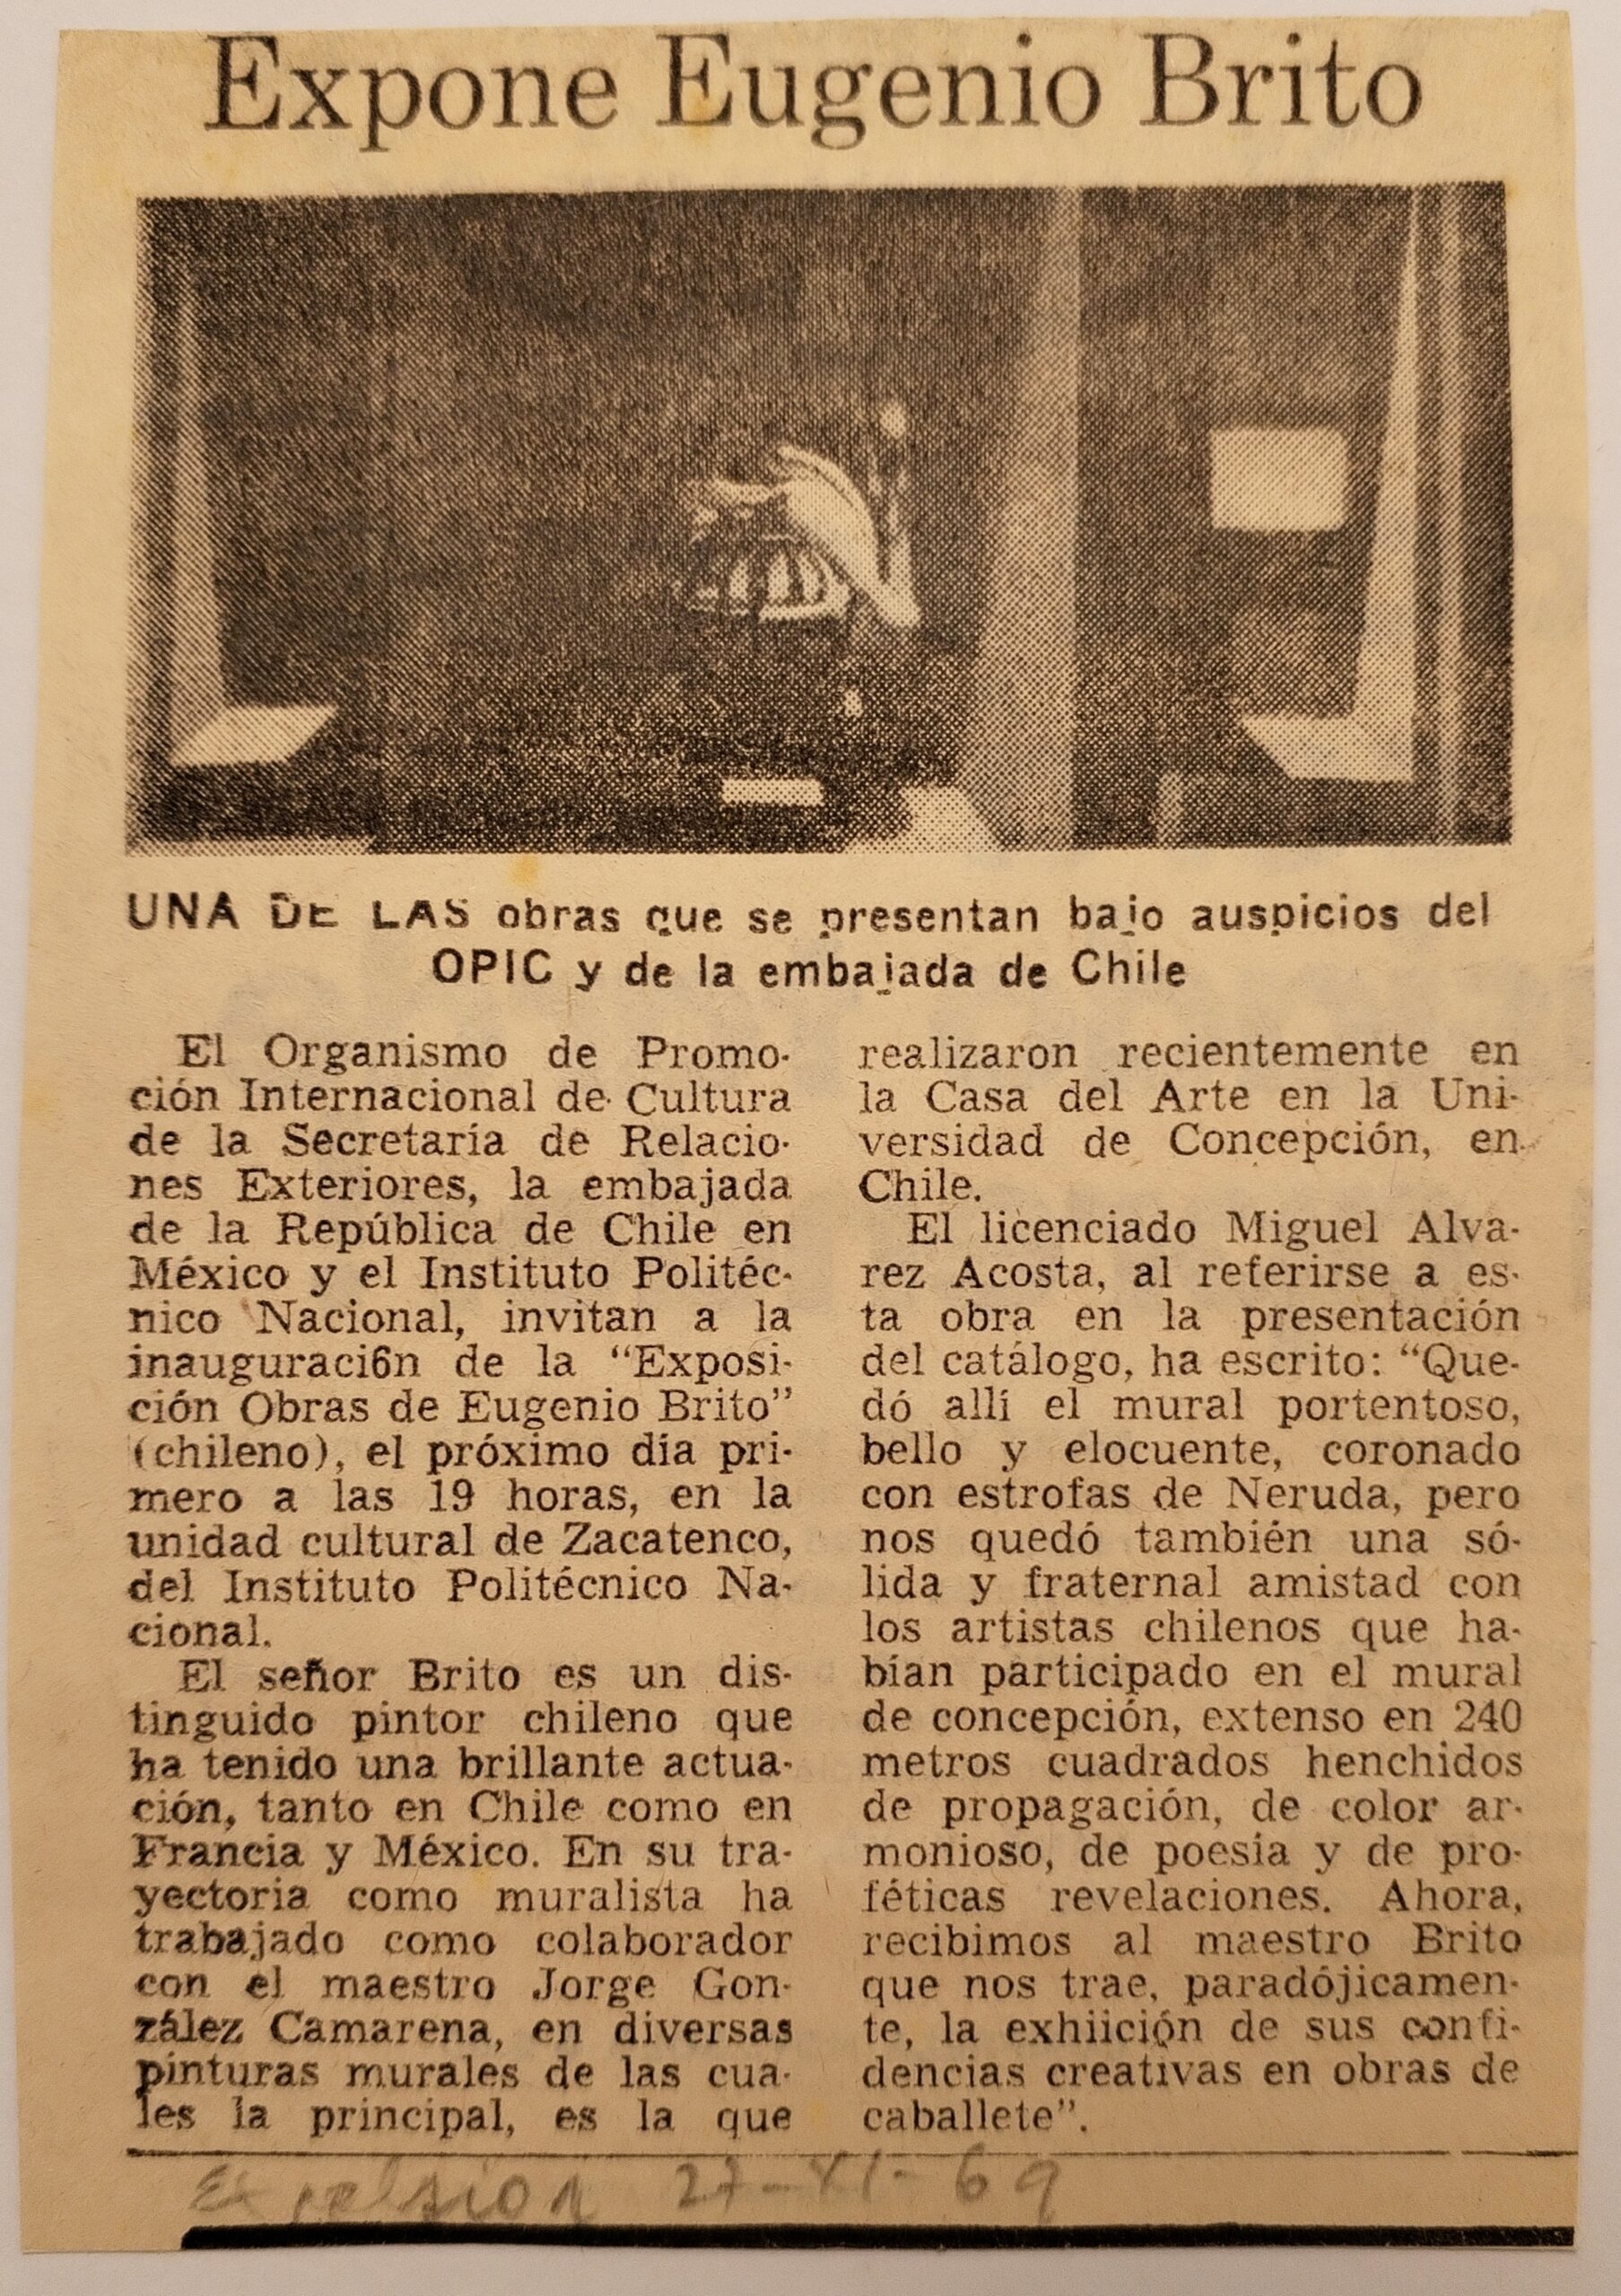 Expone Eugenio Brito
UNA DE LAS obras que se presentan bajo auspicios del
OPIC y de la embajada de Chile
El Organismo de Promo-
ción Internacional de Cultura
de la Secretaría de Relacio-
nes Exteriores, la embajada
de la República de Chile en
México y el Instituto Politéc-
nico Nacional, invitan a la
inauguración de la “Exposi-
ción Obras de Eugenio Brito”
(chileno), el próximo día pri-
mero a las 19 horas, en la
unidad cultural de Zacatenco,
del Instituto Politécnico Na-
cional.
El señor Brito es un dis-
tinguido pintor chileno que
ha tenido una brillante actua-
ción, tanto en Chile como en
Francia y México. En su tra-
yectoria como muralista ha
trabajado como colaborador
con el maestro Jorge Gon-
zález Camarena, en diversas
pinturas murales de las cua-
les la principal, es la que
realizaron recientemente en
la Casa del Arte en la Uni-
versidad de Concepción, en
Chile.
El licenciado Miguel Alva-
rez Acosta, al referirse a es-
ta obra en la presentación
del catálogo, ha escrito: “Que-
dó allí el mural portentoso,
bello y elocuente, coronado
con estrofas de Neruda, pero
nos quedó también una só-
lida y fraternal amistad con
los artistas chilenos que ha-
bían participado en el mural
de concepción, extenso en 240
metros cuadrados henchidos
de propagación, de color ar-
monioso, de poesía y de pro-
féticas revelaciones. Ahora,
recibimos al maestro Brito
que nos trae, paradójicamen-
te, la exhiición de sus confi-
dencias creativas en obras de
caballete”.
Excelsior 27-XI-69